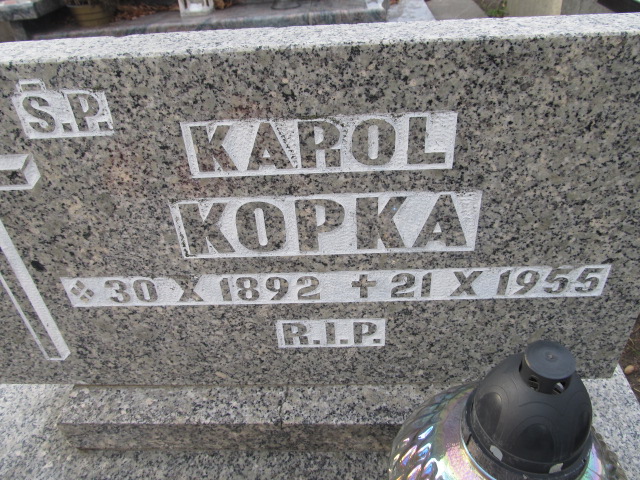 Ś.P.
KAROL
KOPKA
* 30 X 1892 ✝ 21 X 1955
R.I.P.